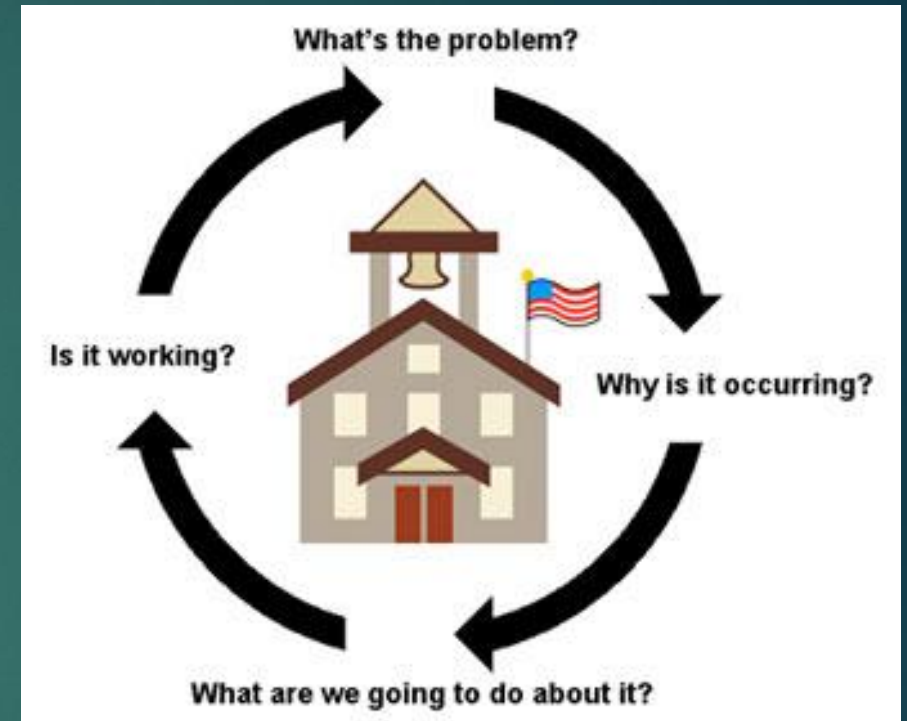 What's the problem?
Why is it occurring?
What are we going to do about it?
Is it working?